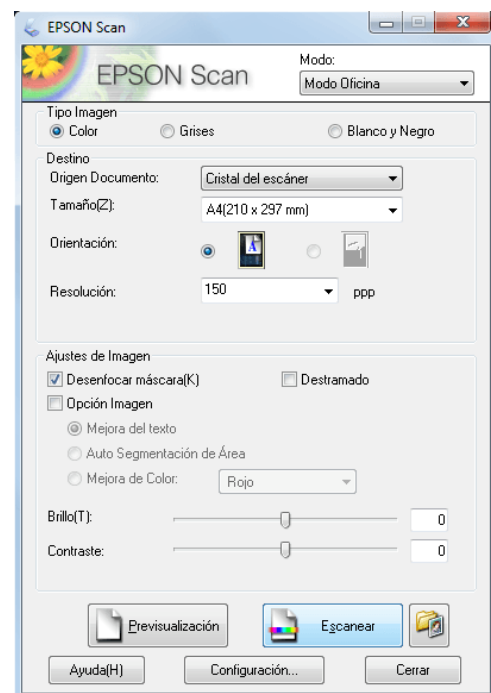 EPSON Scan
EPSON Scan
Modo:
Modo Oficina
Tipo Imagen
Color Grises Blanco y Negro
Destino
Origen Documento: Cristal del escáner
Tamaño(Z): A4(210 x 297 mm)
Orientación: A
Resolución: 150 ppp
Ajustes de Imagen
Desenfocar máscara(K) Destramado
Opción Imagen
Mejora del texto
Auto Segmentación de Área
Mejora de Color: Rojo
Brillo(T): 0
Contraste: 0
Previsualización Escanear
Ayuda(H) Configuración... Cerrar